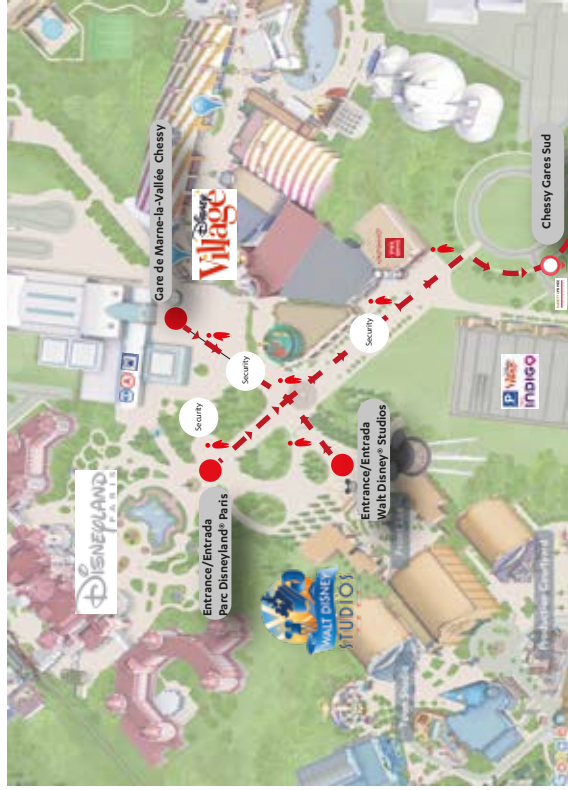 Gare de Marne-la-Vallée Chessy
Disney
Village
Chessy Gares Sud
Security
Security
Security
P Village
INDIGO
DISNEYLAND
PARIS
Entrance/Entrada
Parc Disneyland® Paris
Entrance/Entrada
Walt Disney® Studios
WALT DISNEY
STUDIOS